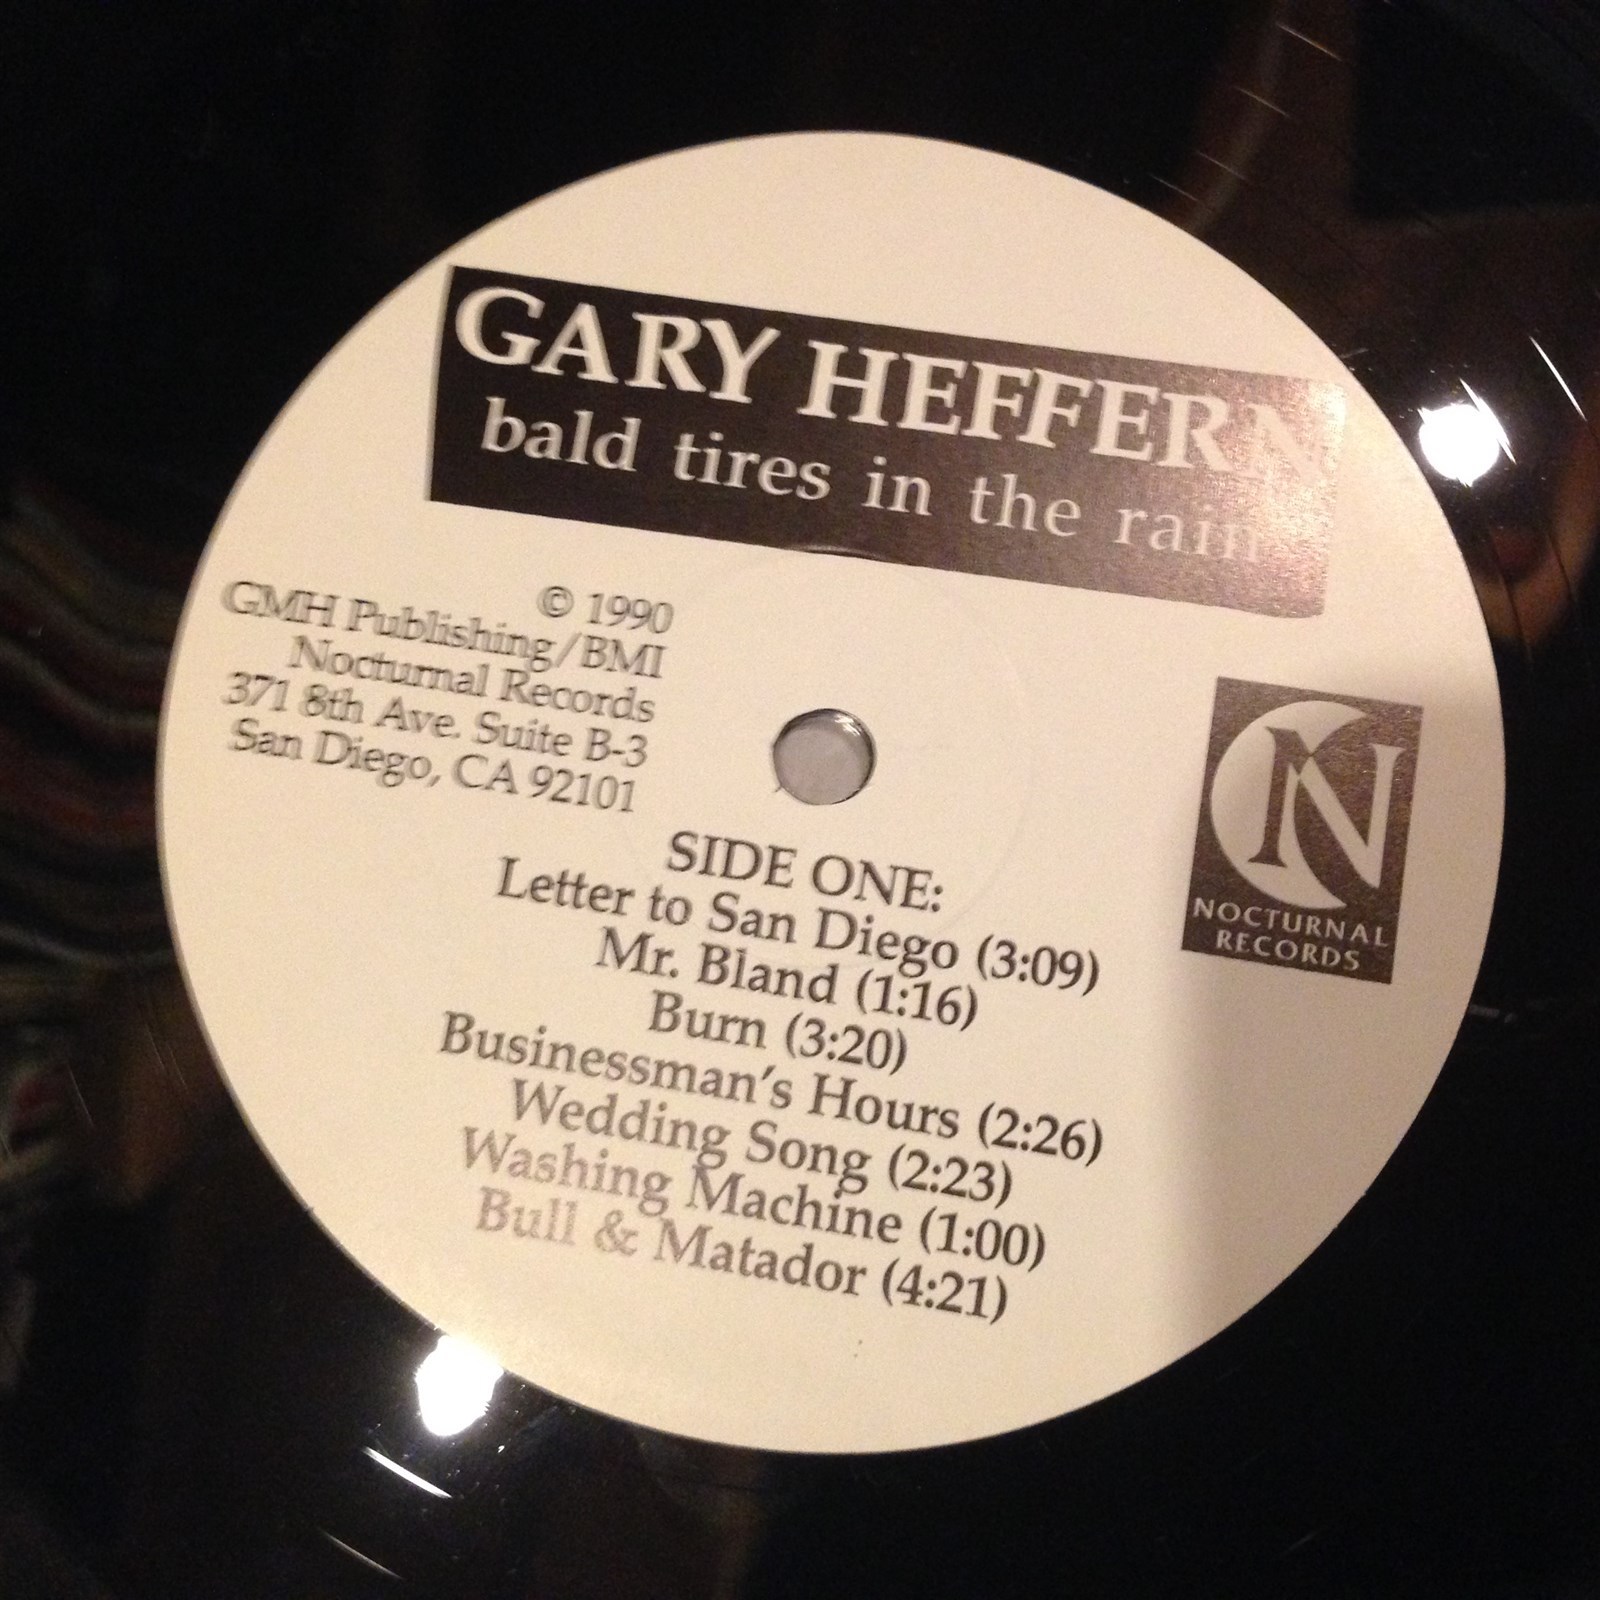 GARY HEFFERN
bald tires in the rain
© 1990
GMH Publishing/BMI
Nocturnal Records
371 8th Ave. Suite B-3
San Diego, CA 92101
N
NOCTURNAL
RECORDS
SIDE ONE:
Letter to San Diego (3:09)
Mr. Bland (1:16)
Burn (3:20)
Businessman's Hours (2:26)
Wedding Song (2:23)
Washing Machine (1:00)
Bull & Matador (4:21)